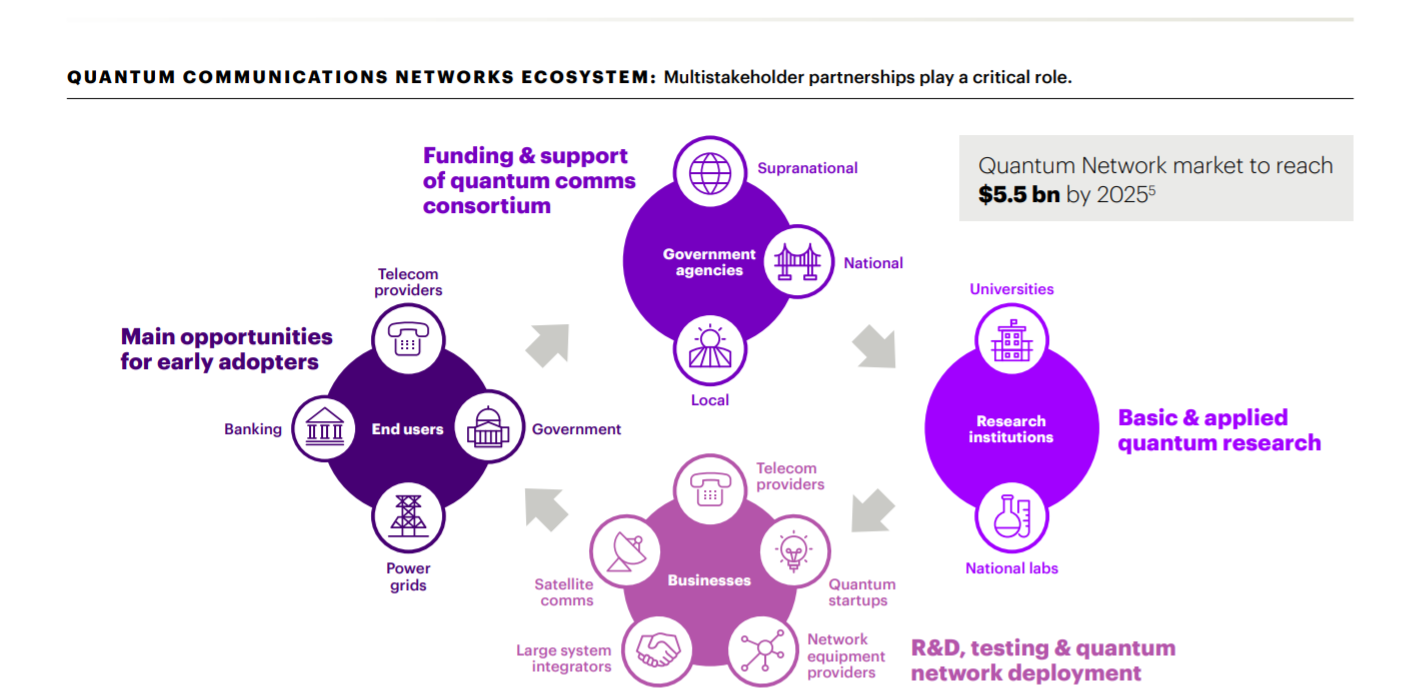 QUANTUM COMMUNICATIONS NETWORKS ECOSYSTEM: Multistakeholder partnerships play a critical role.
Funding & support
of quantum comms
consortium
Supranational
Government
agencies
National
Local
Quantum Network market to reach
$5.5 bn by 2025⁵
Telecom
providers
Main opportunities
for early adopters
Banking
End users
Government
Power
grids
Universities
Research
institutions
Basic & applied
quantum research
National labs
Telecom
providers
Satellite
comms
Businesses
Quantum
startups
Large system
integrators
Network
equipment
providers
R&D, testing & quantum
network deployment